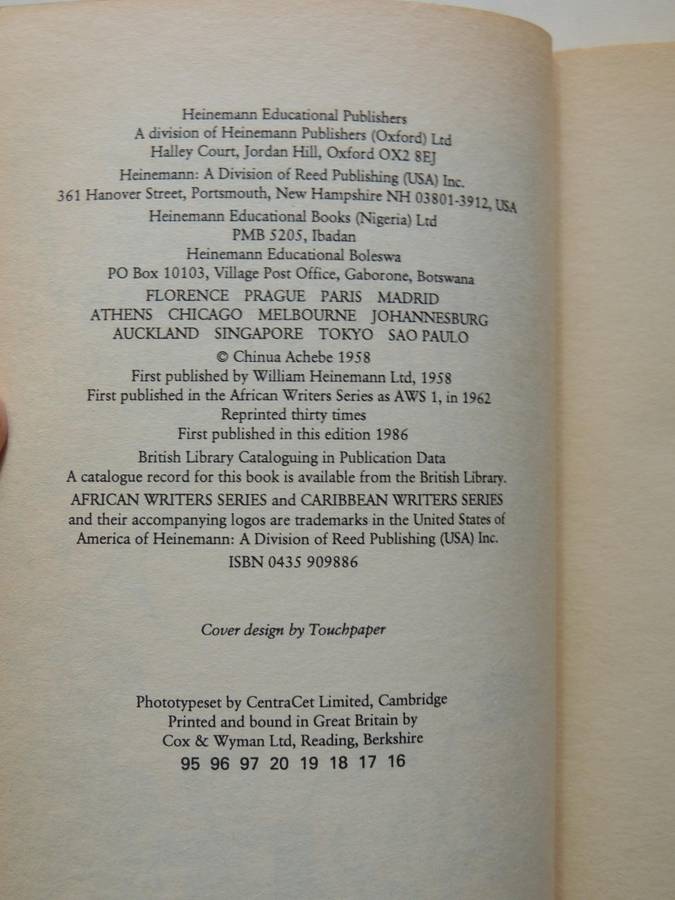 Heinemann Educational Publishers
A division of Heinemann Publishers (Oxford) Ltd
Halley Court, Jordan Hill, Oxford OX2 8EJ
Heinemann: A Division of Reed Publishing (USA) Inc.
361 Hanover Street, Portsmouth, New Hampshire NH 03801-3912, USA
Heinemann Educational Books (Nigeria) Ltd
PMB 5205, Ibadan
Heinemann Educational Boleswa
PO Box 10103, Village Post Office, Gaborone, Botswana
FLORENCE PRAGUE PARIS MADRID
ATHENS CHICAGO MELBOURNE JOHANNESBURG
AUCKLAND SINGAPORE TOKYO SAO PAULO
© Chinua Achebe 1958
First published by William Heinemann Ltd, 1958
First published in the African Writers Series as AWS 1, in 1962
Reprinted thirty times
First published in this edition 1986
British Library Cataloguing in Publication Data
A catalogue record for this book is available from the British Library.
AFRICAN WRITERS SERIES and CARIBBEAN WRITERS SERIES
and their accompanying logos are trademarks in the United States of
America of Heinemann: A Division of Reed Publishing (USA) Inc.
ISBN 0435 909886
Cover design by Touchpaper
Phototypeset by CentraCet Limited, Cambridge
Printed and bound in Great Britain by
Cox & Wyman Ltd, Reading, Berkshire
95 96 97 20 19 18 17 16